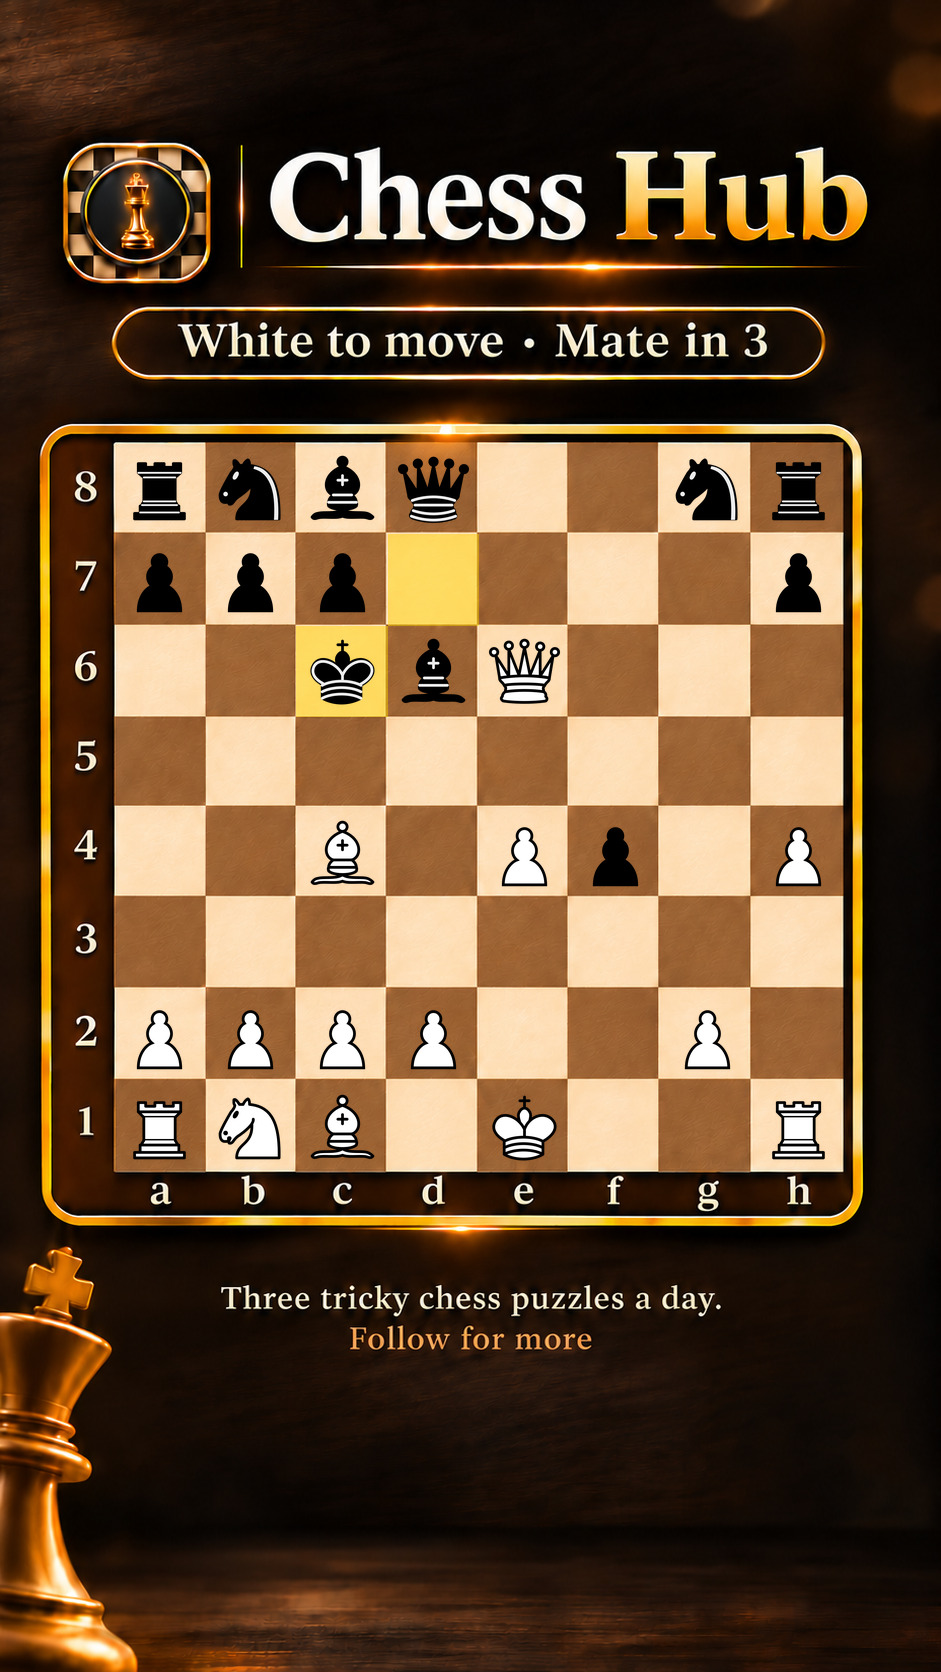 Chess Hub
White to move • Mate in 3
8
7
6
5
4
3
2
1
a b c d e f g h
Three tricky chess puzzles a day.
Follow for more